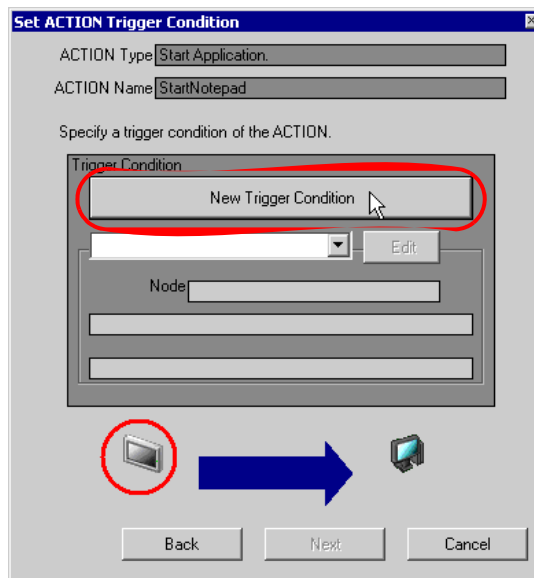 Set ACTION Trigger Condition
ACTION Type Start Application.
ACTION Name StartNotepad
Specify a trigger condition of the ACTION.
Trigger Condition
New Trigger Condition
Edit
Node
Back Next Cancel